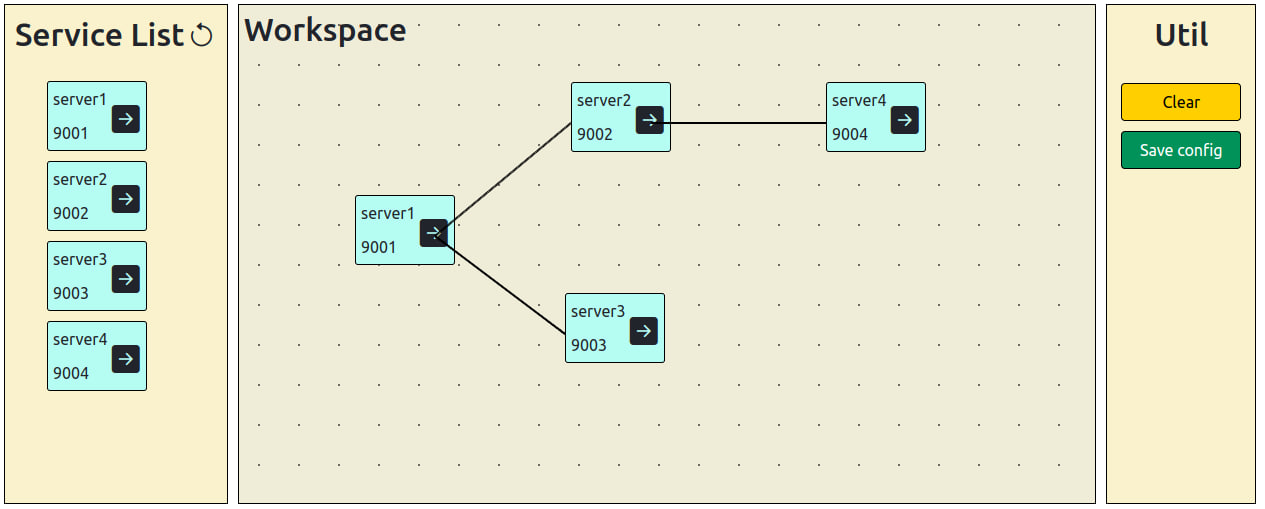 Service List
server1
9001
server2
9002
server3
9003
server4
9004
Workspace
server2
9002
server4
9004
server1
9001
server3
9003
Util
Clear
Save config